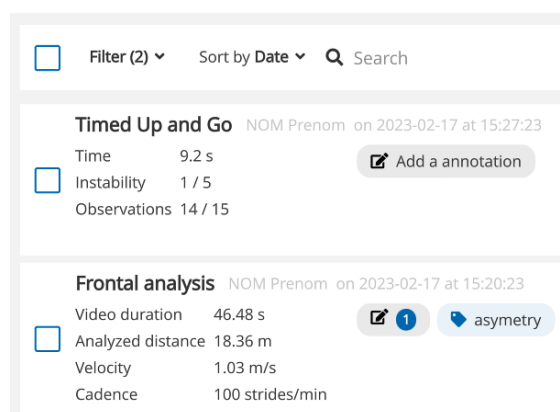 Filter (2) Sort by Date Search
Timed Up and Go NOM Prenom on 2023-02-17 at 15:27:23
Time 9.2 s Add a annotation
Instability 1 / 5
Observations 14 / 15
Frontal analysis NOM Prenom on 2023-02-17 at 15:20:23
Video duration 46.48 s 1 asymetry
Analyzed distance 18.36 m
Velocity 1.03 m/s
Cadence 100 strides/min